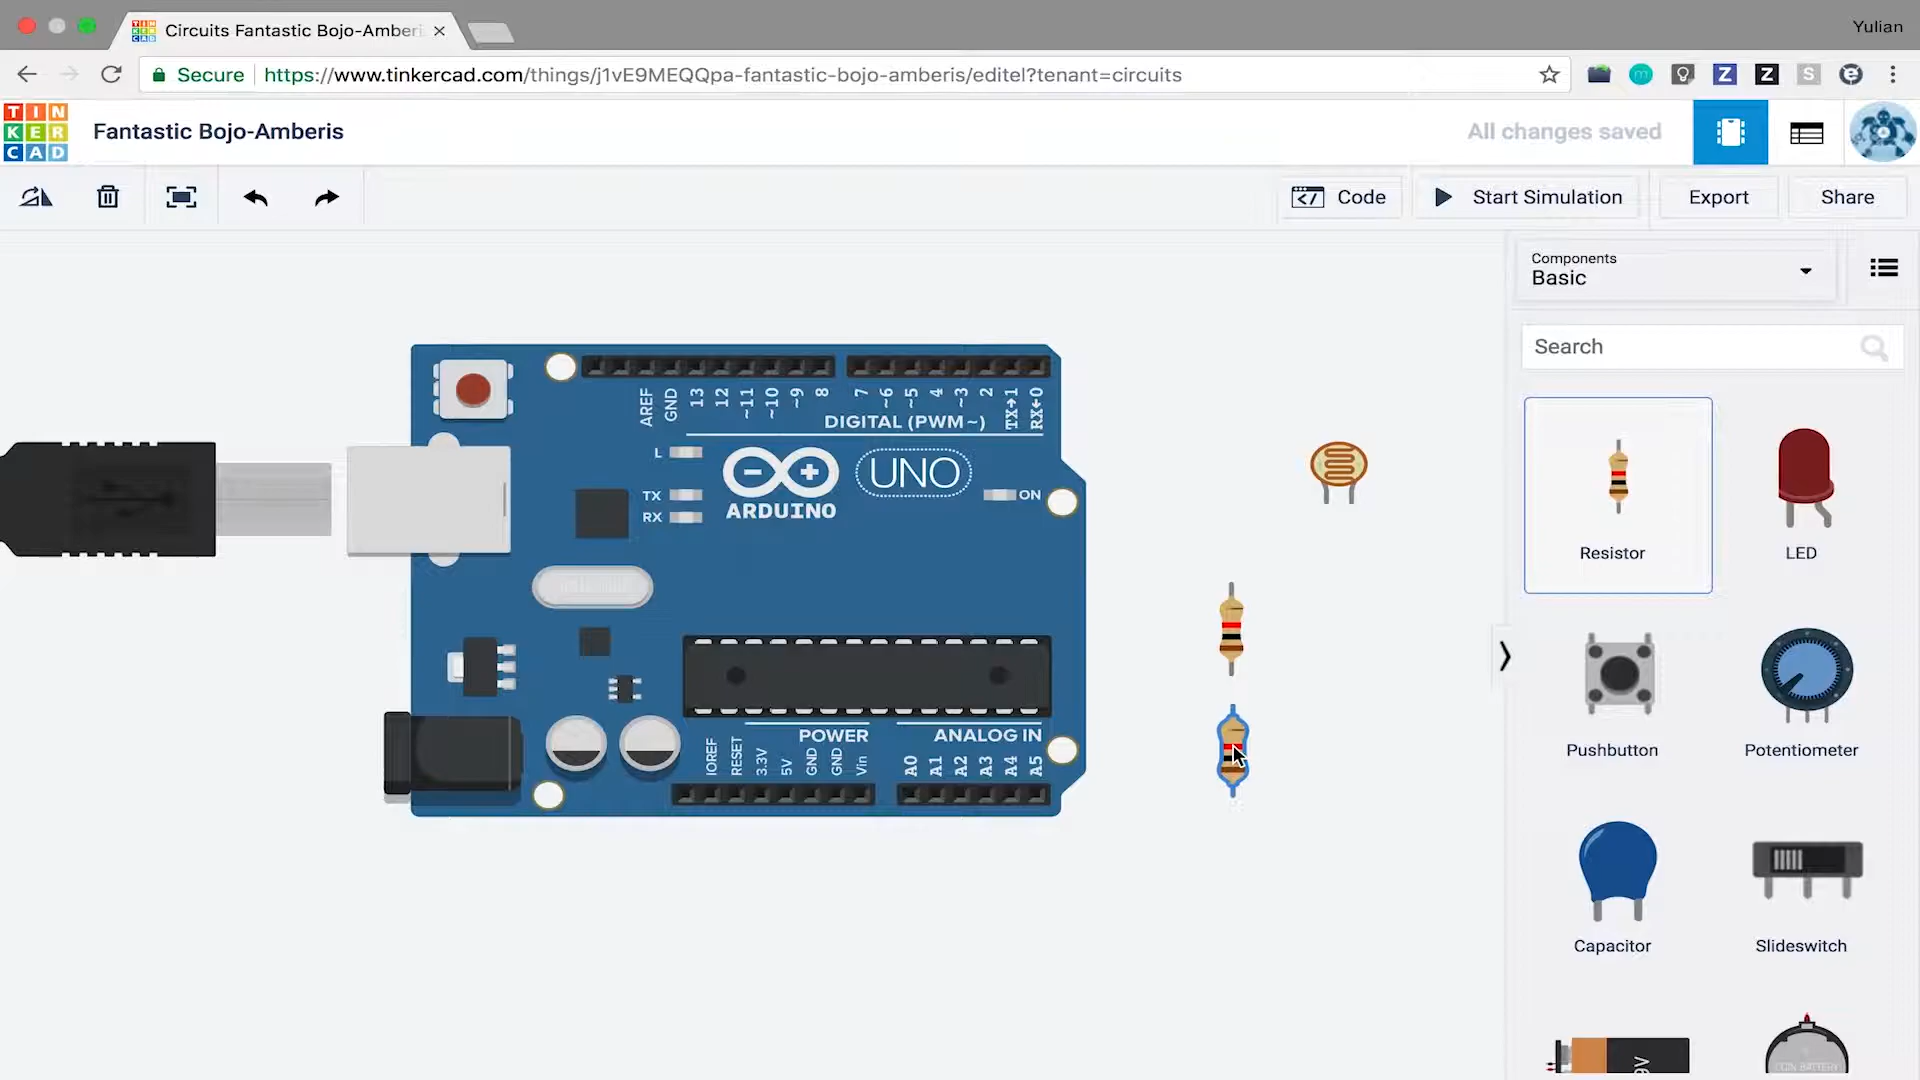 Circuits Fantastic Bojo-Amberi
Yulian
Secure
https://www.tinkercad.com/things/j1vE9MEQQpa-fantastic-bojo-amberis/editel?tenant=circuits
TIN
KER
CAD
Fantastic Bojo-Amberis
All changes saved
Code
Start Simulation
Export
Share
Components
Basic
Search
AREF
GND
13
12
~11
~10
~9
8
7
~6
~5
4
~3
2
TX→1
RX←0
DIGITAL (PWM~)
L
TX
RX
ARDUINO
UNO
ON
POWER
ANALOG IN
IOREF
RESET
3.3V
5V
GND
GND
Vin
A0
A1
A2
A3
A4
A5
Resistor
LED
Pushbutton
Potentiometer
Capacitor
Slideswitch
9V
COIN BATTERY